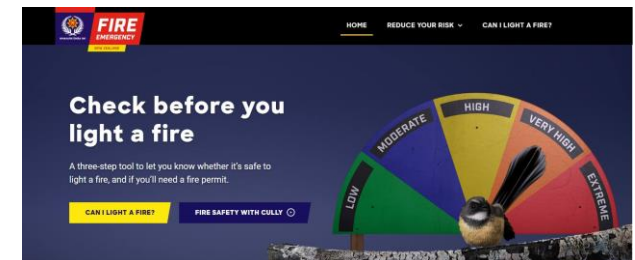 FIRE
EMERGENCY
HOME
REDUCE YOUR RISK
CAN I LIGHT A FIRE?
Check before you
light a fire
A three-step tool to let you know whether it's safe to
light a fire, and if you'll need a fire permit.
CAN I LIGHT A FIRE?
FIRE SAFETY WITH CULLY
LOW
MODERATE
HIGH
VERY HIGH
EXTREME